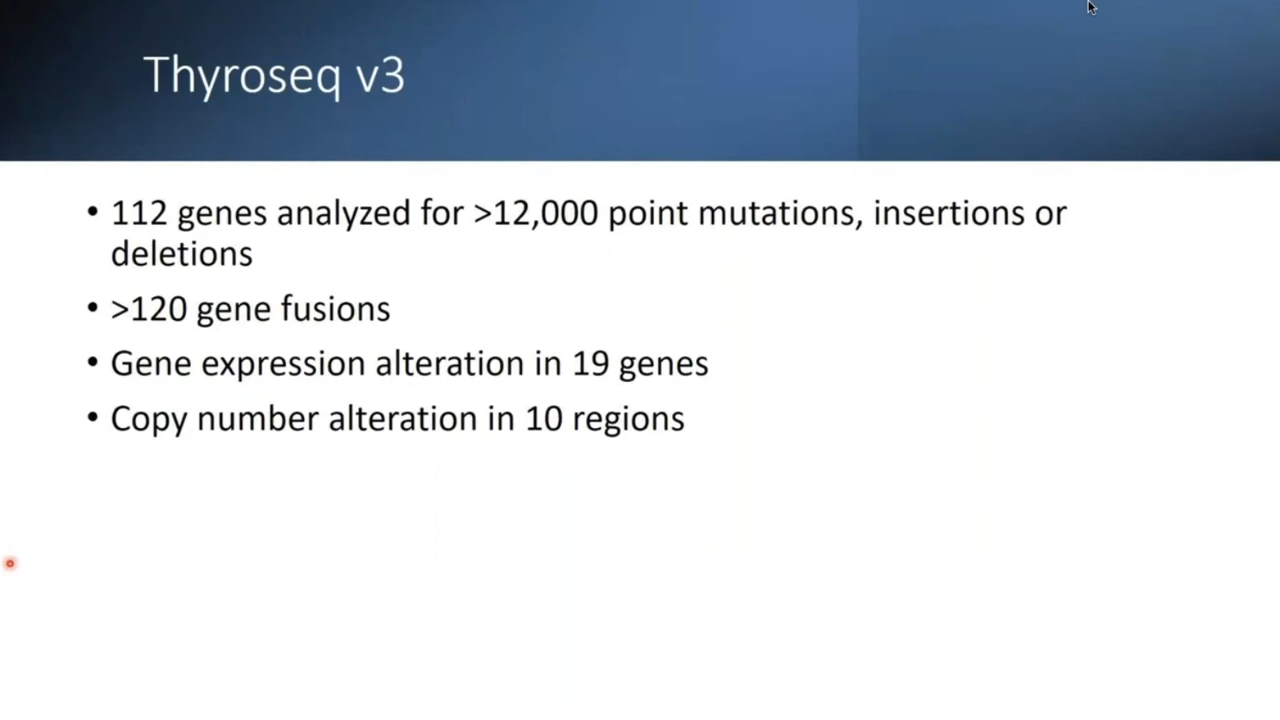 Thyroseq v3
• 112 genes analyzed for >12,000 point mutations, insertions or
deletions
• >120 gene fusions
• Gene expression alteration in 19 genes
• Copy number alteration in 10 regions